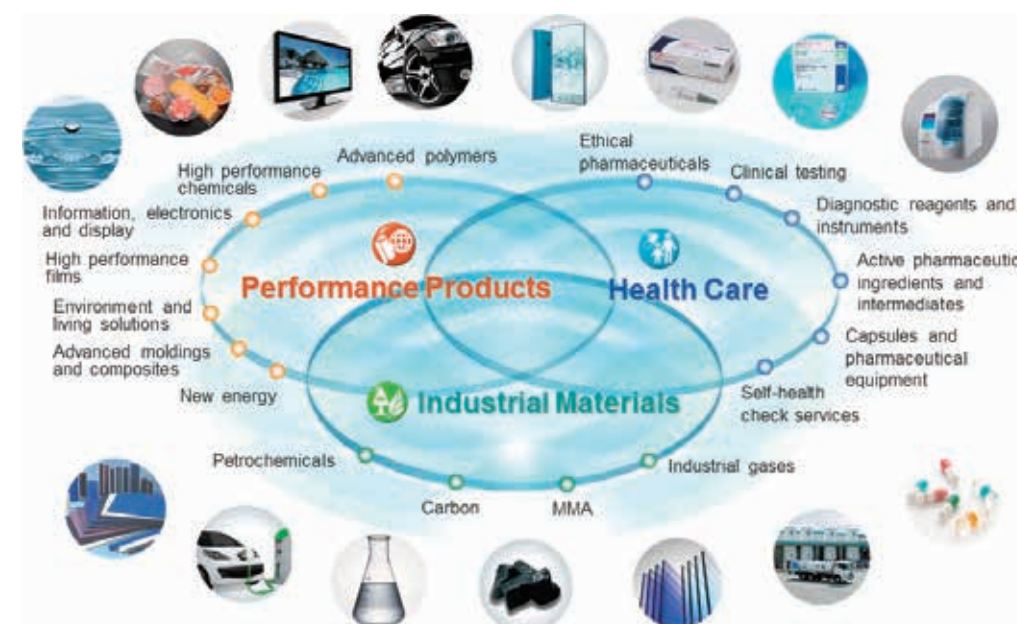 Advanced polymers
High performance
chemicals
Information, electronics
and display
High performance
films
Environment and
living solutions
Advanced moldings
and composites
New energy
Performance Products
Ethical
pharmaceuticals
Clinical testing
Diagnostic reagents and
instruments
Active pharmaceutic
ingredients and
intermediates
Capsules and
pharmaceutical
equipment
Self-health
check services
Health Care
Industrial Materials
Petrochemicals
Carbon
MMA
Industrial gases